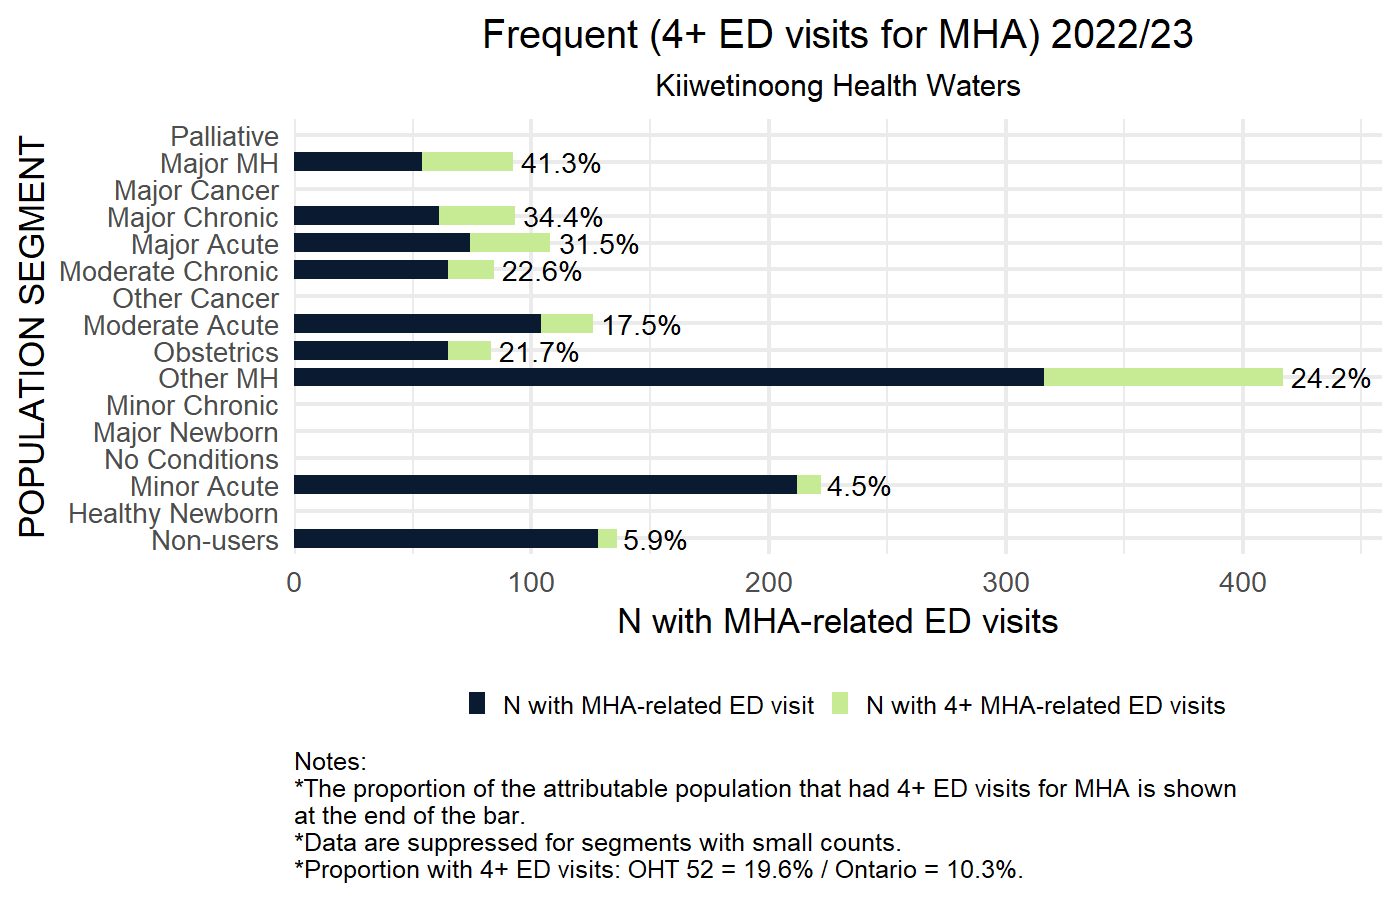 Frequent (4+ ED visits for MHA) 2022/23
Kiiwetinoong Health Waters
POPULATION SEGMENT
Palliative
Major MH 41.3%
Major Cancer
Major Chronic 34.4%
Major Acute 31.5%
Moderate Chronic 22.6%
Other Cancer
Moderate Acute 17.5%
Obstetrics 21.7%
Other MH 24.2%
Minor Chronic
Major Newborn
No Conditions
Minor Acute 4.5%
Healthy Newborn
Non-users 5.9%
0 100 200 300 400
N with MHA-related ED visits
N with MHA-related ED visit N with 4+ MHA-related ED visits
Notes:
*The proportion of the attributable population that had 4+ ED visits for MHA is shown
at the end of the bar.
*Data are suppressed for segments with small counts.
*Proportion with 4+ ED visits: OHT 52 = 19.6% / Ontario = 10.3%.